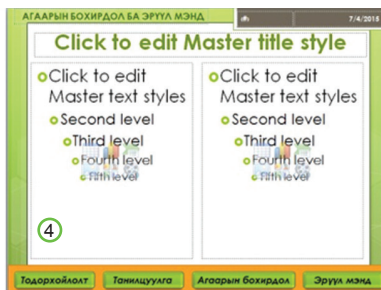 АГААРЫН БОХИРДОЛ БА ЭРҮҮЛ МЭНД
7/4/2015
Click to edit Master title style
Click to edit
Master text styles
Second level
Third level
Fourth level
Fifth level
Click to edit
Master text styles
Second level
Third level
Fourth level
Fifth level
4
Тодорхойлолт Танилцуулга Агаарын бохирдол Эрүүл мэнд